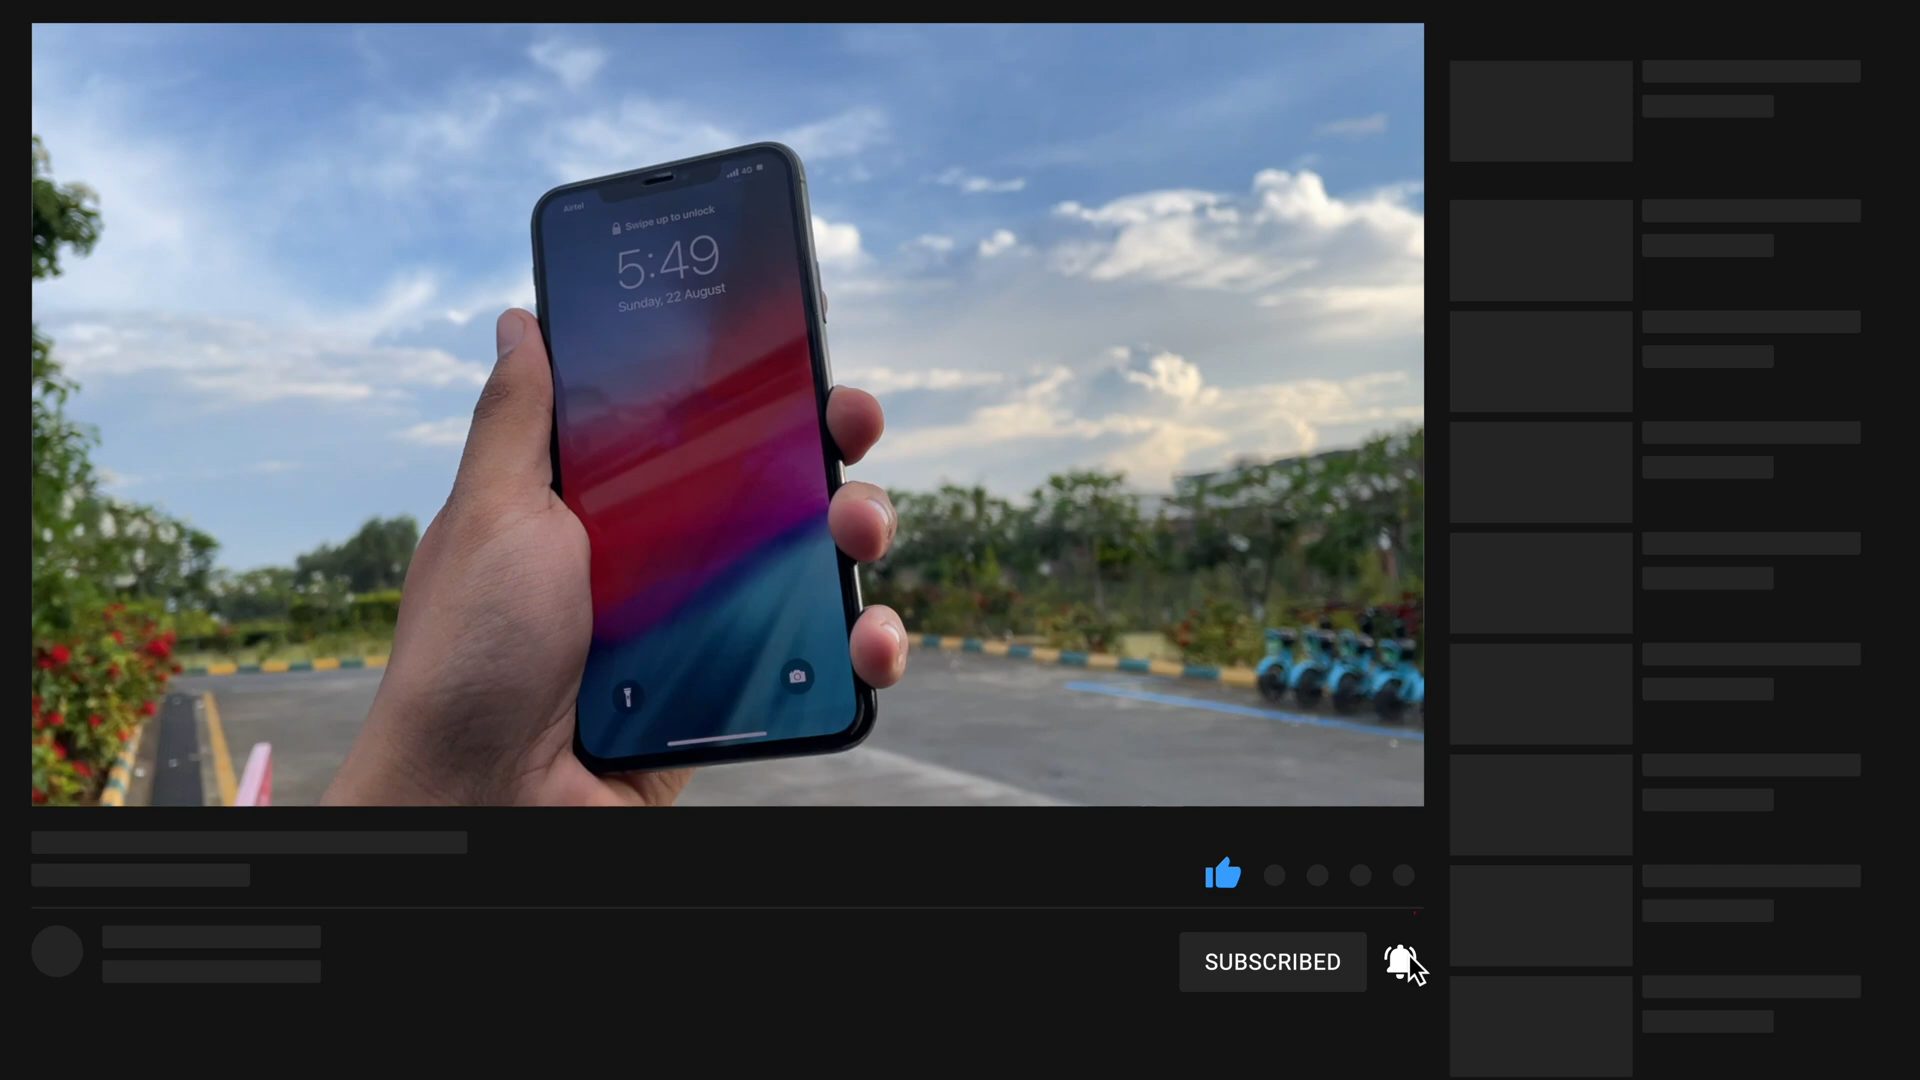 Airtel
4G
Swipe up to unlock
5:49
Sunday, 22 August
SUBSCRIBED